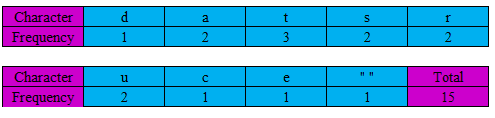 Character d a t s r
Frequency 1 2 3 2 2
Character u c e " " Total
Frequency 2 1 1 1 15